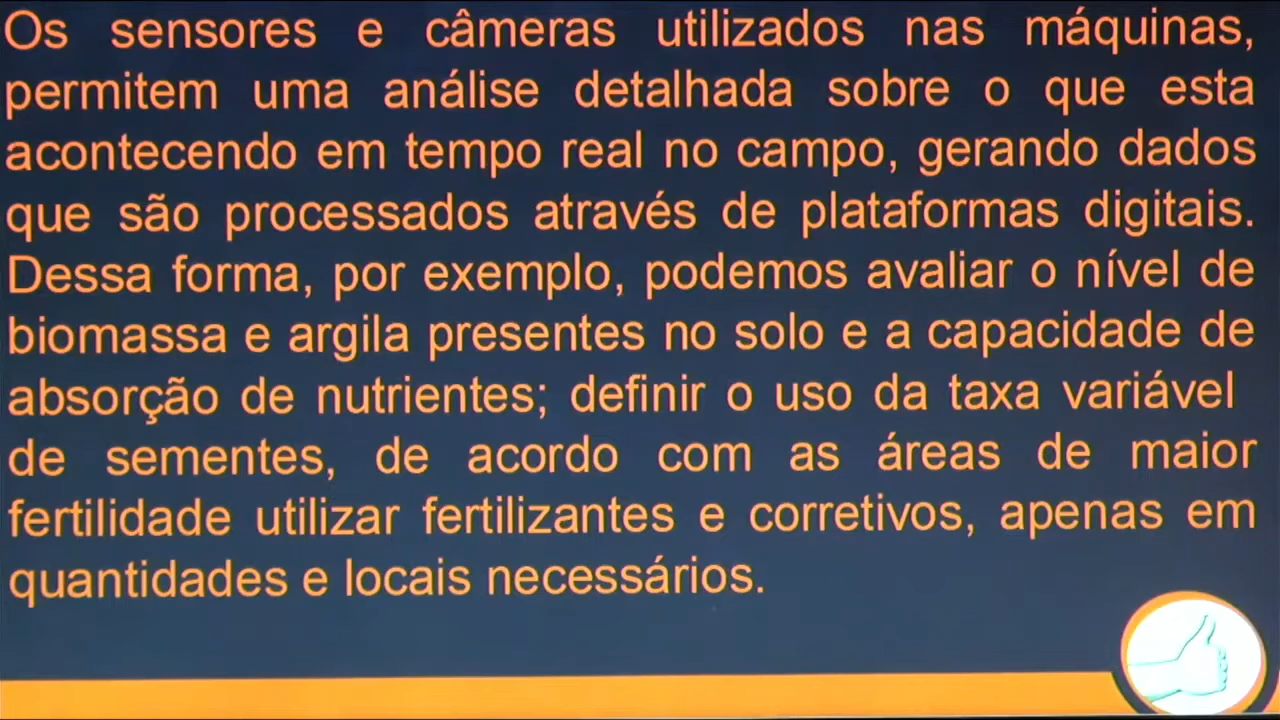 Os sensores e câmeras utilizados nas máquinas,
permitem uma análise detalhada sobre o que esta
acontecendo em tempo real no campo, gerando dados
que são processados através de plataformas digitais.
Dessa forma, por exemplo, podemos avaliar o nível de
biomassa e argila presentes no solo e a capacidade de
absorção de nutrientes; definir o uso da taxa variável
de sementes, de acordo com as áreas de maior
fertilidade utilizar fertilizantes e corretivos, apenas em
quantidades e locais necessários.